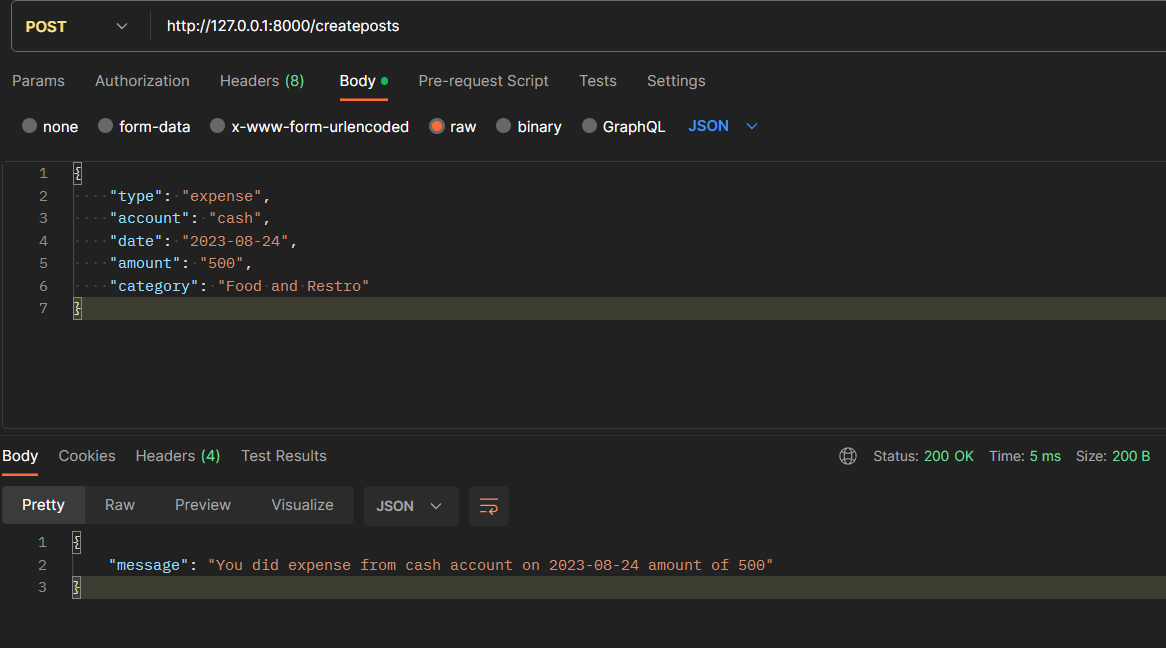 POST http://127.0.0.1:8000/createposts
Params Authorization Headers (8) Body Pre-request Script Tests Settings
none form-data x-www-form-urlencoded raw binary GraphQL JSON
1 {
2 "type": "expense",
3 "account": "cash",
4 "date": "2023-08-24",
5 "amount": "500",
6 "category": "Food and Restro"
7 }
Body Cookies Headers (4) Test Results Status: 200 OK Time: 5 ms Size: 200 B
Pretty Raw Preview Visualize JSON
1 {
2 "message": "You did expense from cash account on 2023-08-24 amount of 500"
3 }